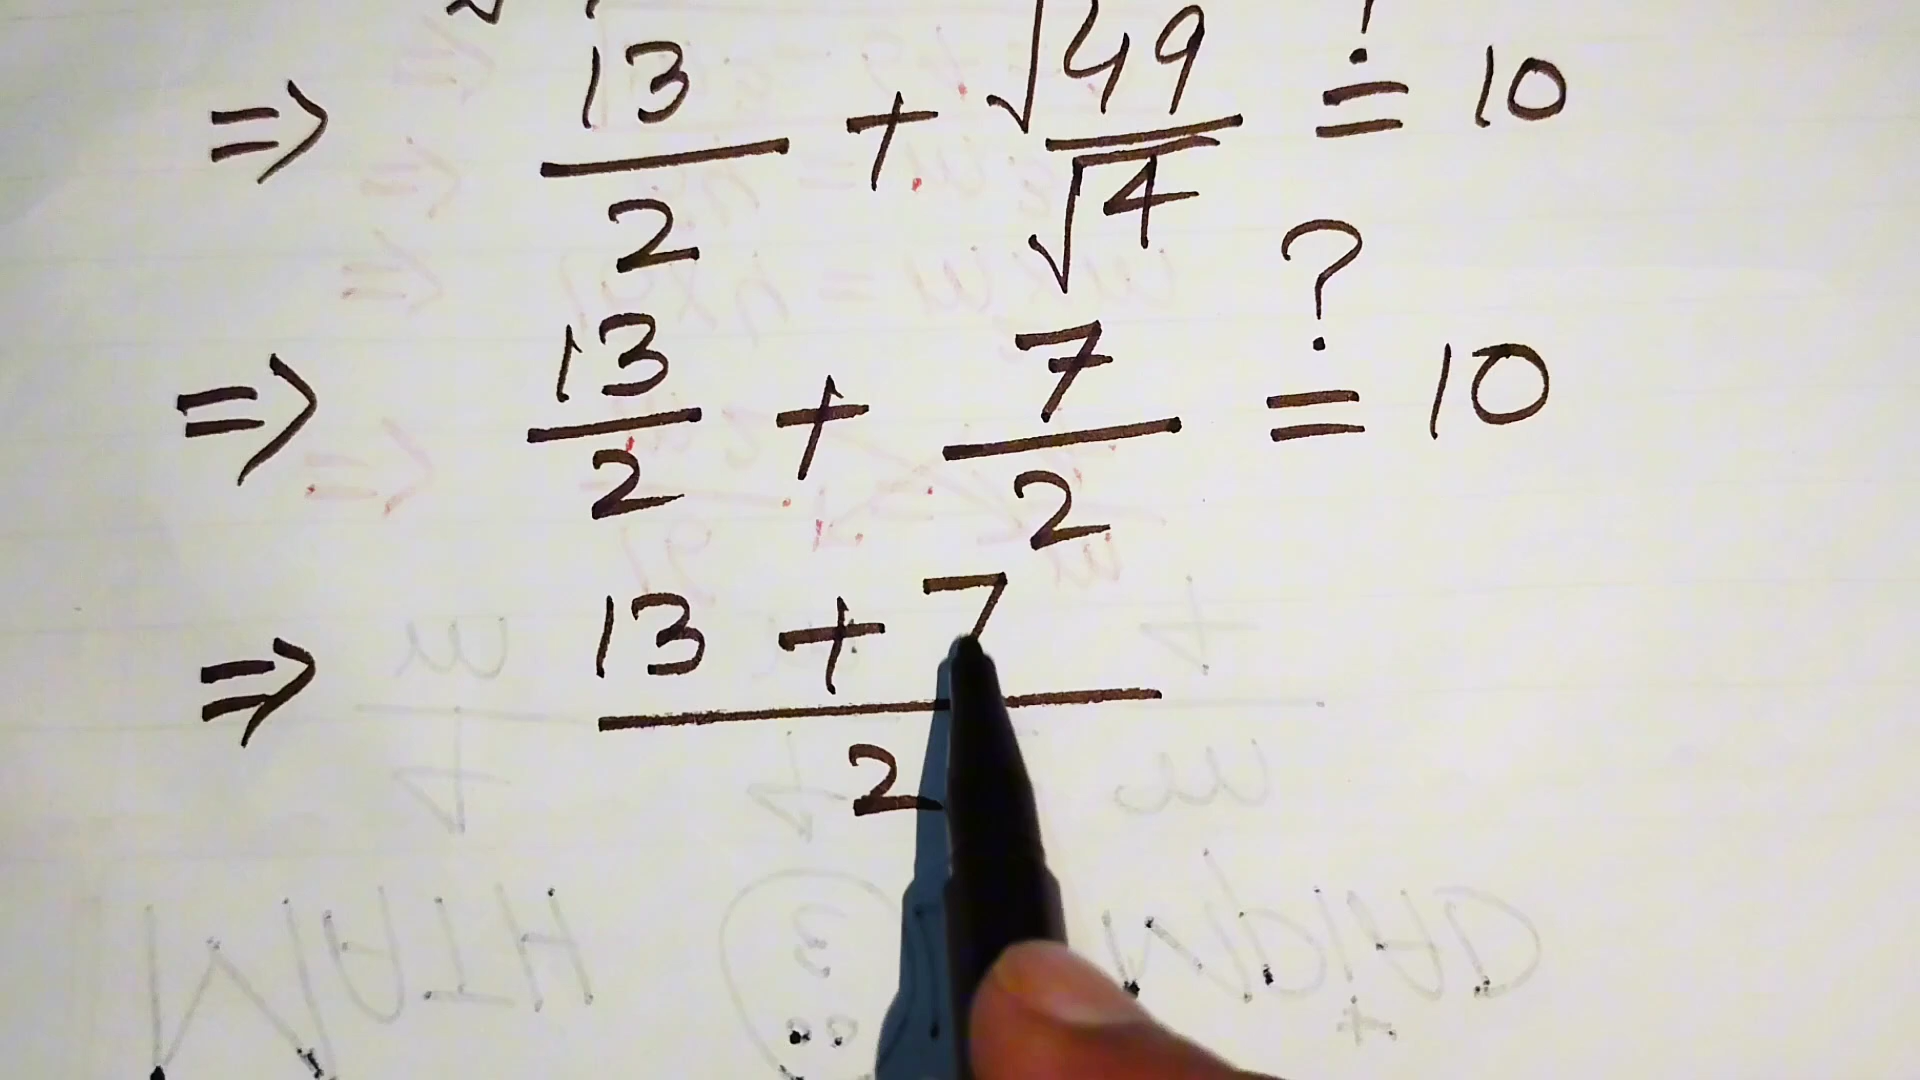 => 13/2 + √49/√4 ≟ 10
=> 13/2 + 7/2 ≟ 10
=> 13 + 7/2